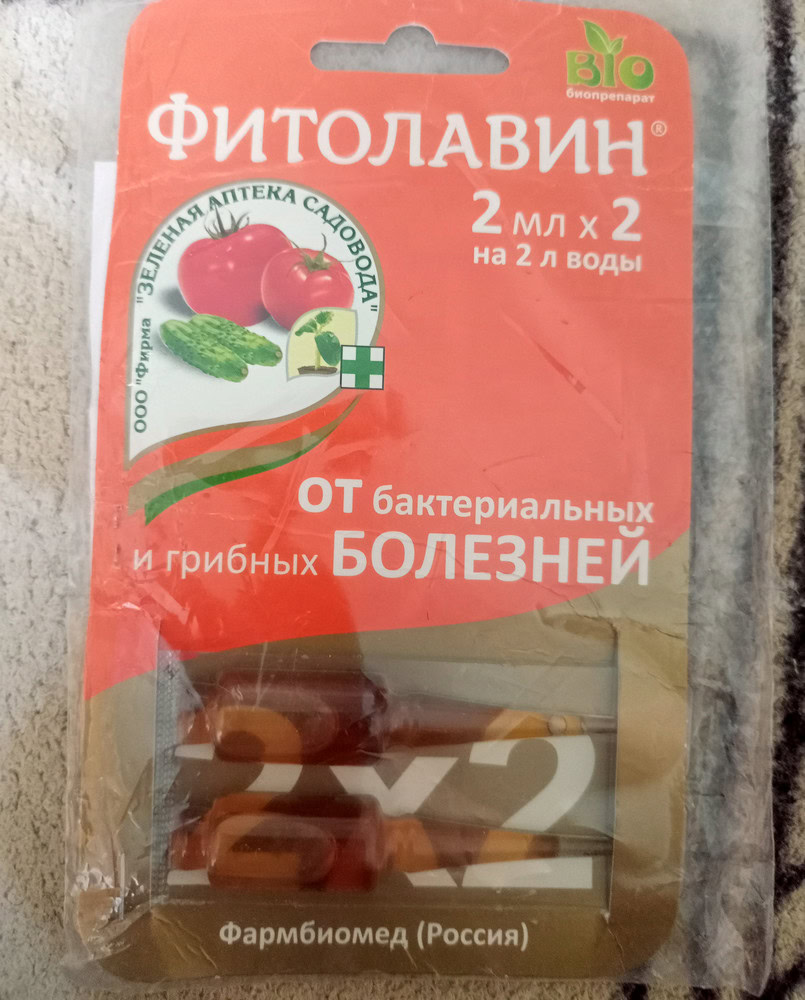 BIO
биопрепарат
ФИТОЛАВИН®
2 мл х 2
на 2 л воды
ООО "Фирма "ЗЕЛЕНАЯ АПТЕКА САДОВОДА"
от бактериальных
и грибных БОЛЕЗНЕЙ
2х2
Фармбиомед (Россия)